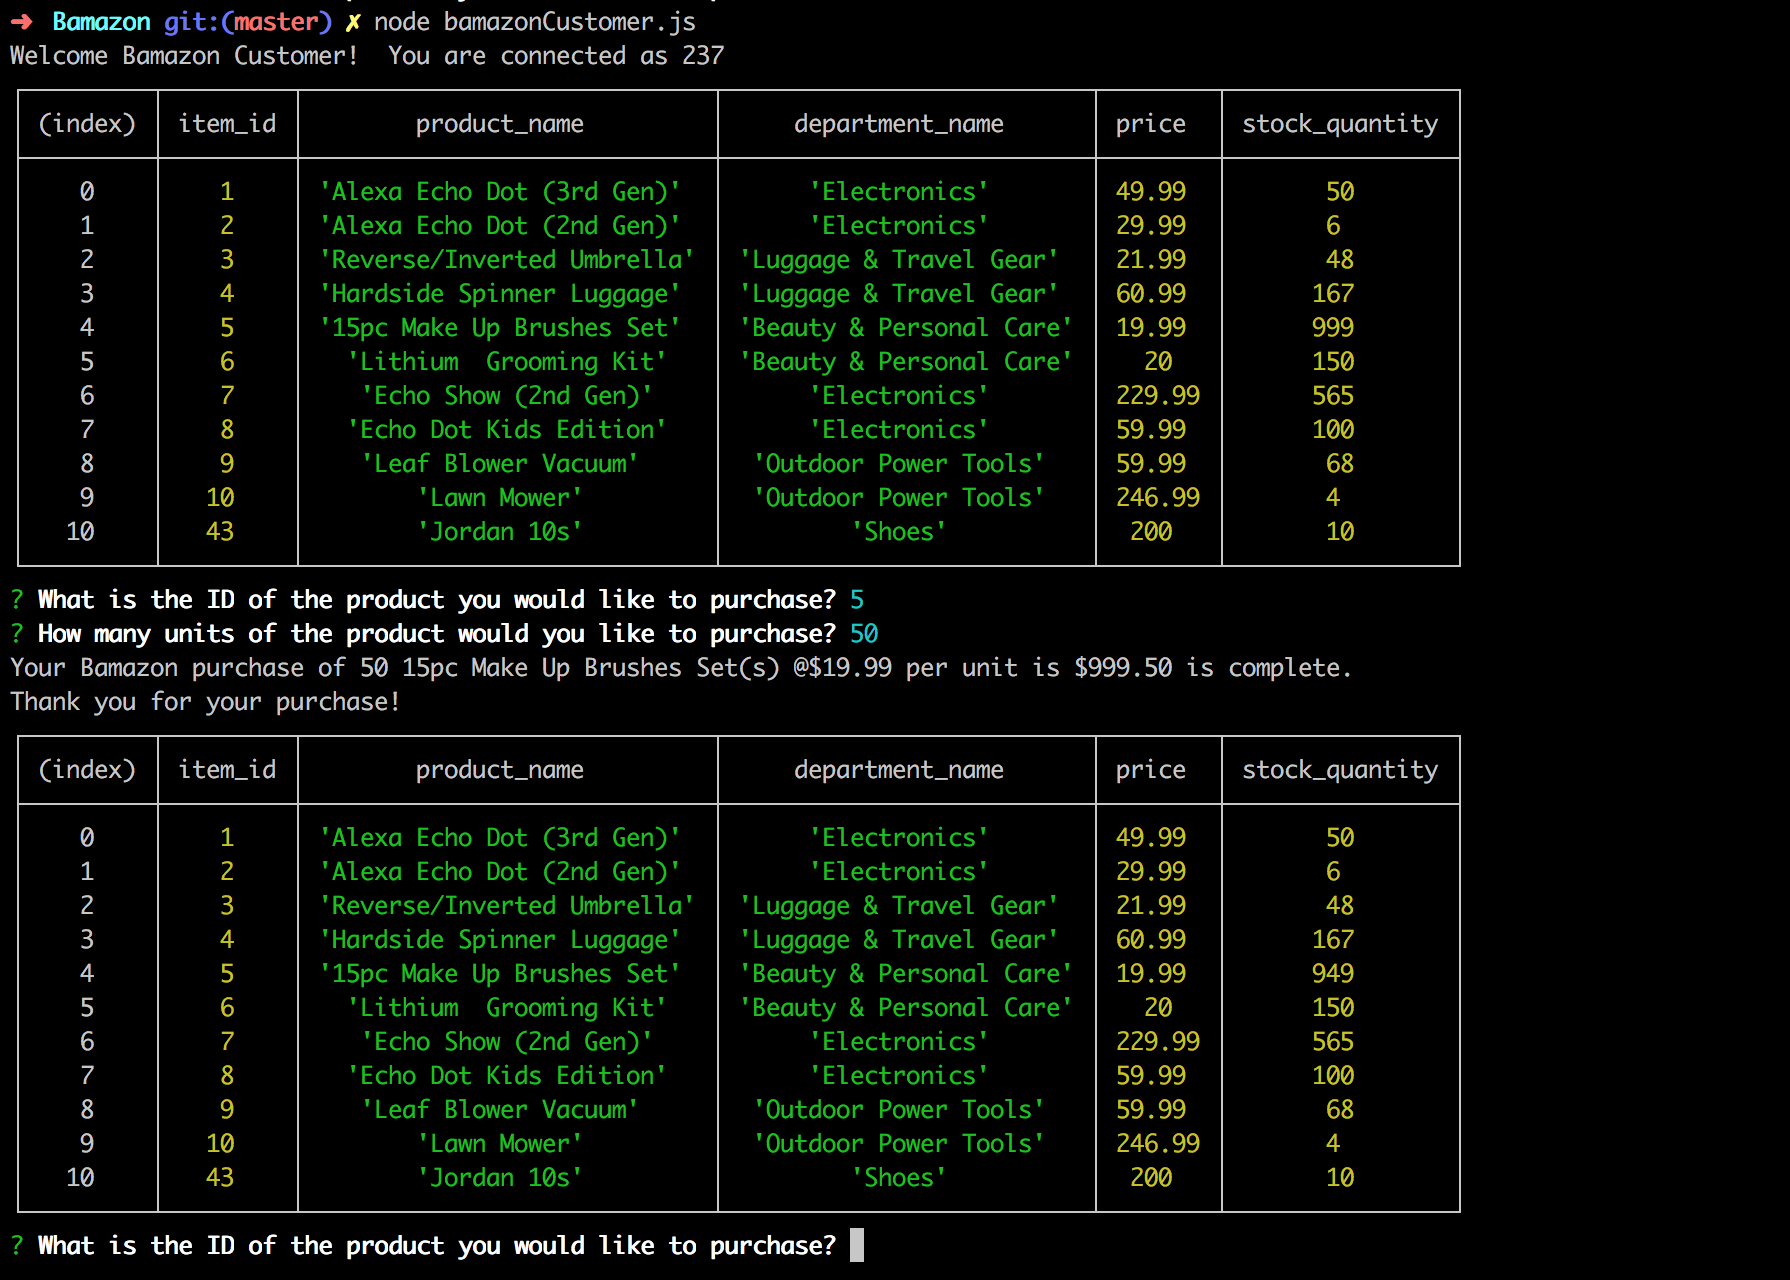 ➜ Bamazon git:(master) ✗ node bamazonCustomer.js
Welcome Bamazon Customer!  You are connected as 237
(index) item_id product_name department_name price stock_quantity
0 1 'Alexa Echo Dot (3rd Gen)' 'Electronics' 49.99 50
1 2 'Alexa Echo Dot (2nd Gen)' 'Electronics' 29.99 6
2 3 'Reverse/Inverted Umbrella' 'Luggage & Travel Gear' 21.99 48
3 4 'Hardside Spinner Luggage' 'Luggage & Travel Gear' 60.99 167
4 5 '15pc Make Up Brushes Set' 'Beauty & Personal Care' 19.99 999
5 6 'Lithium  Grooming Kit' 'Beauty & Personal Care' 20 150
6 7 'Echo Show (2nd Gen)' 'Electronics' 229.99 565
7 8 'Echo Dot Kids Edition' 'Electronics' 59.99 100
8 9 'Leaf Blower Vacuum' 'Outdoor Power Tools' 59.99 68
9 10 'Lawn Mower' 'Outdoor Power Tools' 246.99 4
10 43 'Jordan 10s' 'Shoes' 200 10
? What is the ID of the product you would like to purchase? 5
? How many units of the product would you like to purchase? 50
Your Bamazon purchase of 50 15pc Make Up Brushes Set(s) @$19.99 per unit is $999.50 is complete.
Thank you for your purchase!
(index) item_id product_name department_name price stock_quantity
0 1 'Alexa Echo Dot (3rd Gen)' 'Electronics' 49.99 50
1 2 'Alexa Echo Dot (2nd Gen)' 'Electronics' 29.99 6
2 3 'Reverse/Inverted Umbrella' 'Luggage & Travel Gear' 21.99 48
3 4 'Hardside Spinner Luggage' 'Luggage & Travel Gear' 60.99 167
4 5 '15pc Make Up Brushes Set' 'Beauty & Personal Care' 19.99 949
5 6 'Lithium  Grooming Kit' 'Beauty & Personal Care' 20 150
6 7 'Echo Show (2nd Gen)' 'Electronics' 229.99 565
7 8 'Echo Dot Kids Edition' 'Electronics' 59.99 100
8 9 'Leaf Blower Vacuum' 'Outdoor Power Tools' 59.99 68
9 10 'Lawn Mower' 'Outdoor Power Tools' 246.99 4
10 43 'Jordan 10s' 'Shoes' 200 10
? What is the ID of the product you would like to purchase?